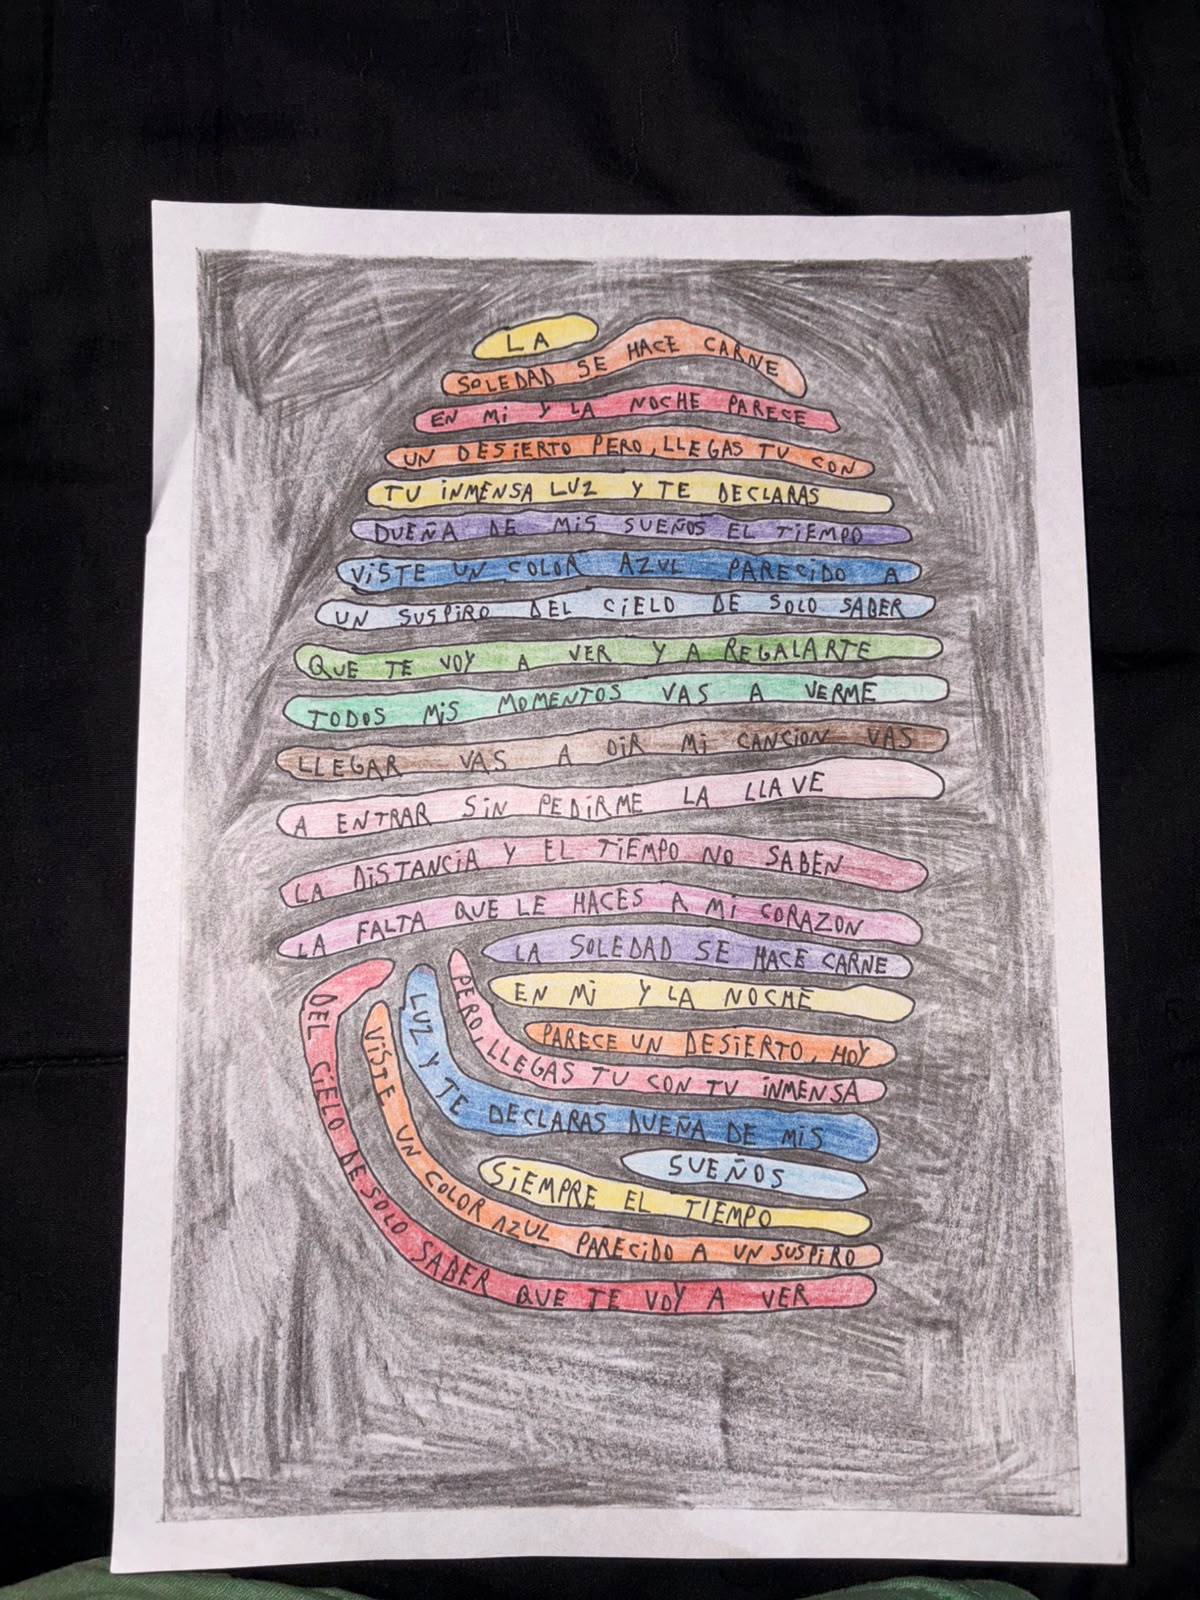 LA
SOLEDAD SE HACE CARNE
EN Mi Y LA NOCHE PARECE
UN DESiERTO PERO, LLEGAS TU CON
TU iNMENSA LUZ Y TE DECLARAS
DUEÑA DE MiS SUEÑOS EL TiEMPO
ViSTE UN COLOR AZUL PARECiDO A
UN SUSPiRO DEL CiELO DE SOLO SABER
QUE TE VOY A VER Y A REGALARTE
TODOS MiS MOMENTOS VAS A VERME
LLEGAR VAS A OiR Mi CANCiON VAS
A ENTRAR SiN PEDiRME LA LLAVE
LA DiSTANCiA Y EL TiEMPO NO SABEN
LA FALTA QUE LE HACES A Mi CORAZON
LA SOLEDAD SE HACE CARNE
EN Mi Y LA NOCHE
PARECE UN DESiERTO, HOY
PERO, LLEGAS TU CON TU iNMENSA
LUZ Y TE DECLARAS DUEÑA DE MiS
SUEÑOS
SiEMPRE EL TIEMPO
ViSTE UN COLOR AZUL PARECiDO A UN SUSPiRO
DEL CiELO DE SOLO SABER QUE TE VOY A VER